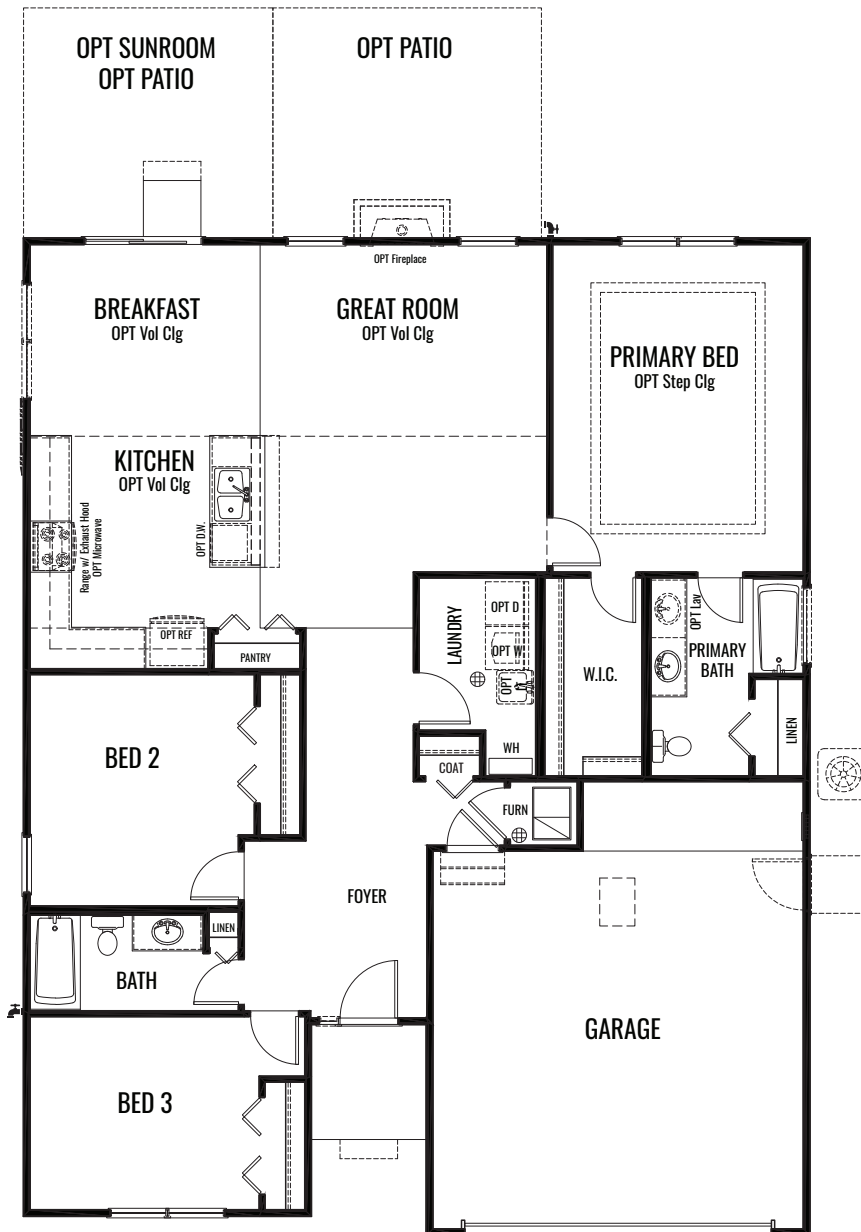 OPT SUNROOM
OPT PATIO
OPT PATIO
OPT Fireplace
BREAKFAST
OPT Vol Clg
GREAT ROOM
OPT Vol Clg
PRIMARY BED
OPT Step Clg
KITCHEN
OPT Vol Clg
Range w/ Exhaust Hood
OPT Microwave
OPT D.W.
OPT REF
PANTRY
LAUNDRY
OPT D
OPT W
OPT
WH
W.I.C.
OPT Lav
PRIMARY
BATH
LINEN
BED 2
COAT
FURN
FOYER
LINEN
BATH
GARAGE
BED 3